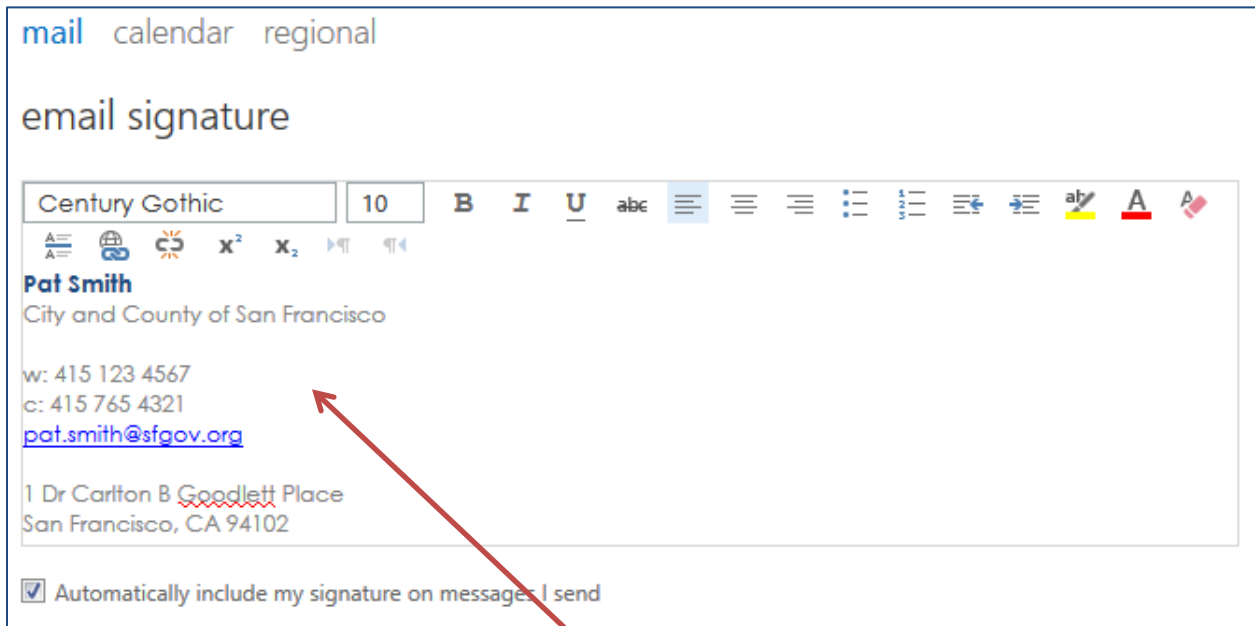 mail calendar regional
email signature
Century Gothic 10 B I U abc
Pat Smith
City and County of San Francisco
w: 415 123 4567
c: 415 765 4321
pat.smith@sfgov.org
1 Dr Carlton B Goodlett Place
San Francisco, CA 94102
Automatically include my signature on messages I send